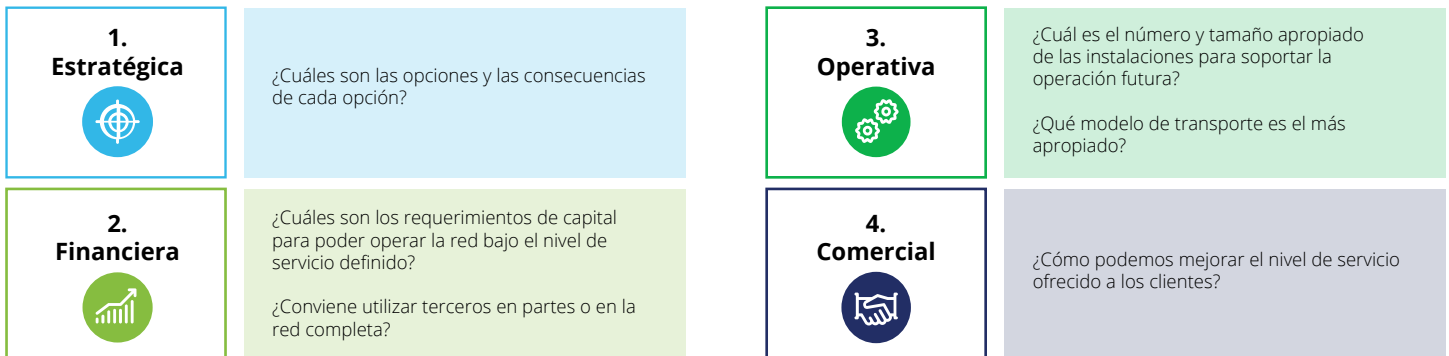 1.
Estratégica
¿Cuáles son las opciones y las consecuencias
de cada opción?
2.
Financiera
¿Cuáles son los requerimientos de capital
para poder operar la red bajo el nivel de
servicio definido?
¿Conviene utilizar terceros en partes o en la
red completa?
3.
Operativa
¿Cuál es el número y tamaño apropiado
de las instalaciones para soportar la
operación futura?
¿Qué modelo de transporte es el más
apropiado?
4.
Comercial
¿Cómo podemos mejorar el nivel de servicio
ofrecido a los clientes?